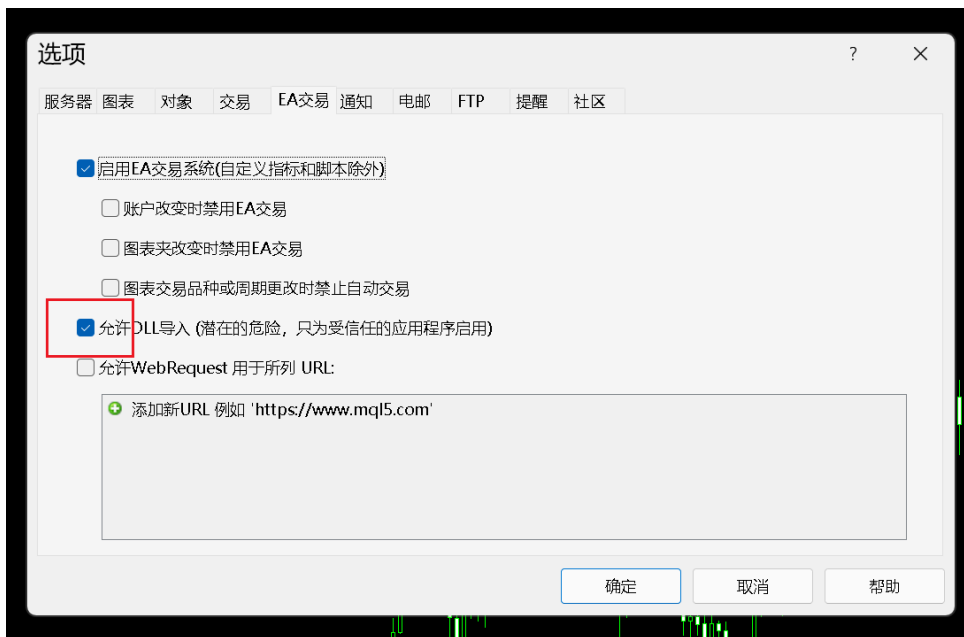 选项
?
服务器 图表 对象 交易 EA交易 通知 电邮 FTP 提醒 社区
启用EA交易系统(自定义指标和脚本除外)
账户改变时禁用EA交易
图表夹改变时禁用EA交易
图表交易品种或周期更改时禁止自动交易
允许DLL导入 (潜在的危险，只为受信任的应用程序启用)
允许WebRequest 用于所列 URL:
添加新URL 例如 'https://www.mql5.com'
确定 取消 帮助